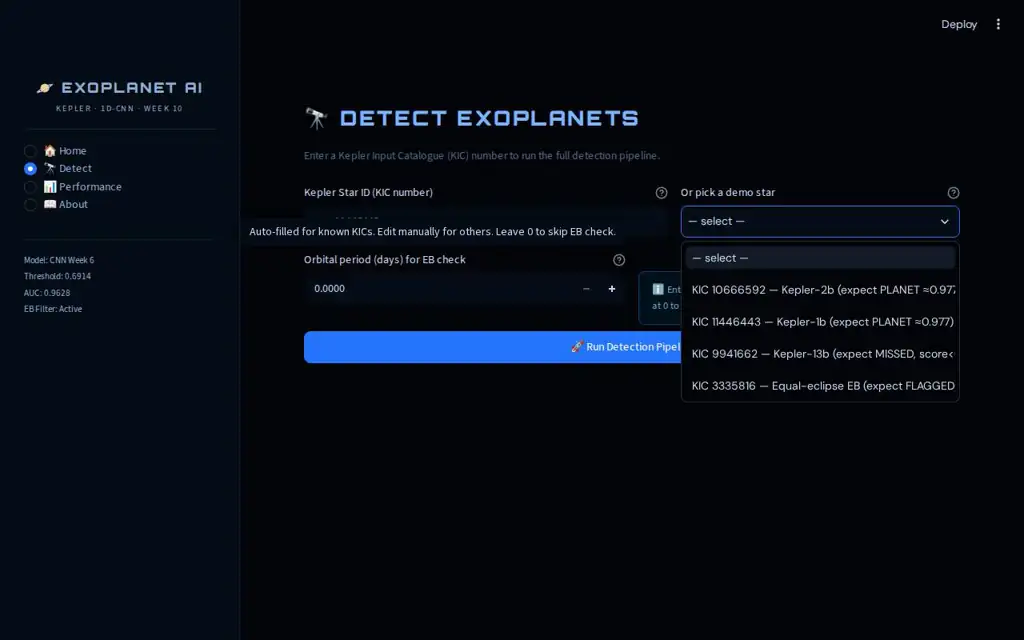 Deploy
EXOPLANET AI
KEPLER · 1D-CNN · WEEK 10
Home
Detect
Performance
About
Model: CNN Week 6
Threshold: 0.6914
AUC: 0.9628
EB Filter: Active
DETECT EXOPLANETS
Enter a Kepler Input Catalogue (KIC) number to run the full detection pipeline.
Kepler Star ID (KIC number)
Or pick a demo star
— select —
Auto-filled for known KICs. Edit manually for others. Leave 0 to skip EB check.
Orbital period (days) for EB check
0.0000
at 0 to
Run Detection
— select —
KIC 10666592 — Kepler-2b (expect PLANET ≈0.97
KIC 11446443 — Kepler-1b (expect PLANET ≈0.977)
KIC 9941662 — Kepler-13b (expect MISSED, score<
KIC 3335816 — Equal-eclipse EB (expect FLAGGED